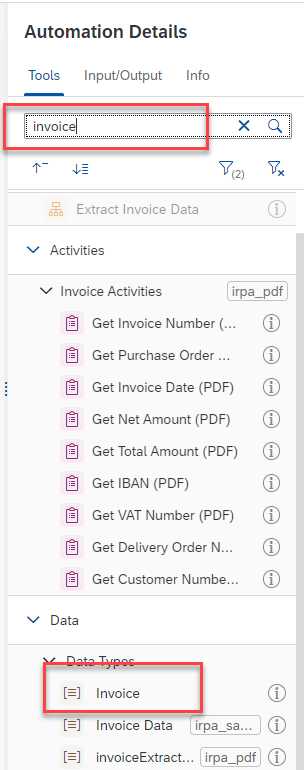 Automation Details
Tools Input/Output Info
invoice
(2)
Extract Invoice Data
Activities
Invoice Activities irpa_pdf
Get Invoice Number (...
Get Purchase Order ...
Get Invoice Date (PDF)
Get Net Amount (PDF)
Get Total Amount (PDF)
Get IBAN (PDF)
Get VAT Number (PDF)
Get Delivery Order N...
Get Customer Numbe...
Data
Data Types
Invoice
Invoice Data irpa_sa...
invoiceExtract... irpa_pdf